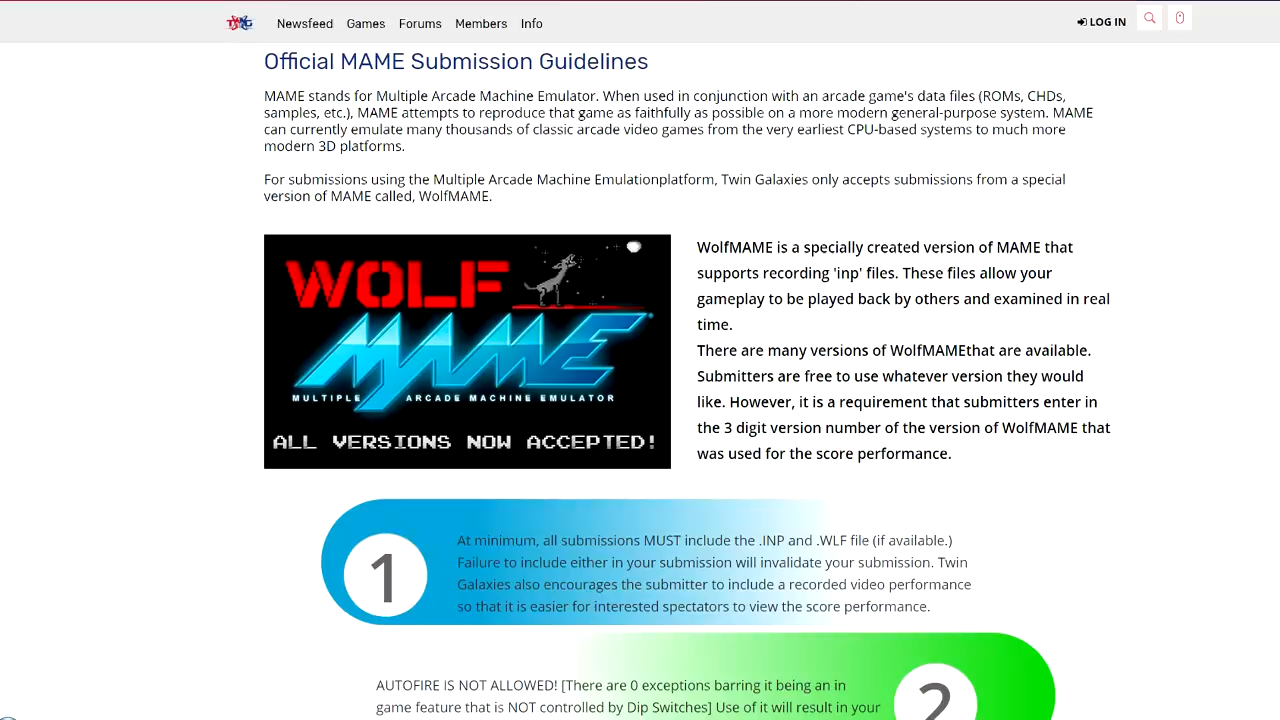 Newsfeed Games Forums Members Info LOG IN
Official MAME Submission Guidelines
MAME stands for Multiple Arcade Machine Emulator. When used in conjunction with an arcade game's data files (ROMs, CHDs,
samples, etc.), MAME attempts to reproduce that game as faithfully as possible on a more modern general-purpose system. MAME
can currently emulate many thousands of classic arcade video games from the very earliest CPU-based systems to much more
modern 3D platforms.
For submissions using the Multiple Arcade Machine Emulationplatform, Twin Galaxies only accepts submissions from a special
version of MAME called, WolfMAME.
WOLF
MAME
MULTIPLE ARCADE MACHINE EMULATOR
ALL VERSIONS NOW ACCEPTED!
WolfMAME is a specially created version of MAME that
supports recording 'inp' files. These files allow your
gameplay to be played back by others and examined in real
time.
There are many versions of WolfMAMEthat are available.
Submitters are free to use whatever version they would
like. However, it is a requirement that submitters enter in
the 3 digit version number of the version of WolfMAME that
was used for the score performance.
1
At minimum, all submissions MUST include the .INP and .WLF file (if available.)
Failure to include either in your submission will invalidate your submission. Twin
Galaxies also encourages the submitter to include a recorded video performance
so that it is easier for interested spectators to view the score performance.
AUTOFIRE IS NOT ALLOWED! [There are 0 exceptions barring it being an in
game feature that is NOT controlled by Dip Switches] Use of it will result in your
2